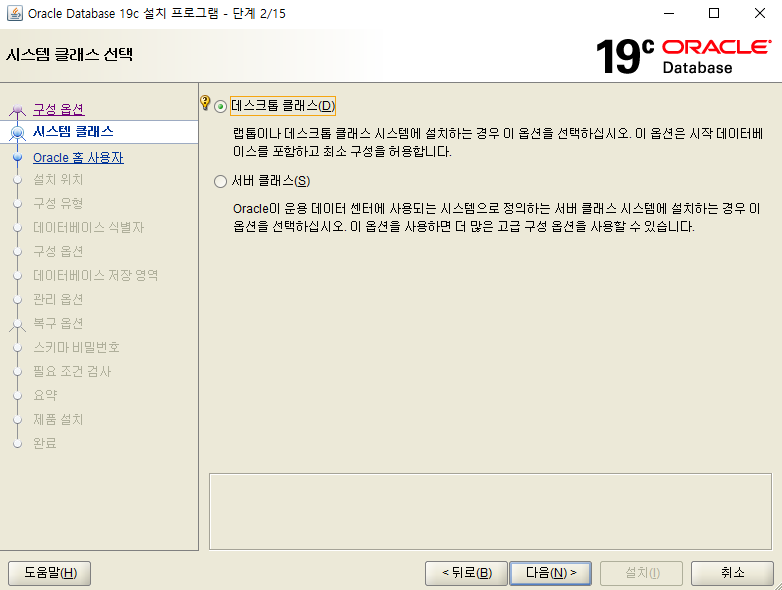 Oracle Database 19c 설치 프로그램 - 단계 2/15
시스템 클래스 선택
19c ORACLE®
Database
구성 옵션
시스템 클래스
Oracle 홈 사용자
설치 위치
구성 유형
데이터베이스 식별자
구성 옵션
데이터베이스 저장 영역
관리 옵션
복구 옵션
스키마 비밀번호
필요 조건 검사
요약
제품 설치
완료
데스크톱 클래스(D)
랩톱이나 데스크톱 클래스 시스템에 설치하는 경우 이 옵션을 선택하십시오. 이 옵션은 시작 데이터베
이스를 포함하고 최소 구성을 허용합니다.
서버 클래스(S)
Oracle이 운용 데이터 센터에 사용되는 시스템으로 정의하는 서버 클래스 시스템에 설치하는 경우 이
옵션을 선택하십시오. 이 옵션을 사용하면 더 많은 고급 구성 옵션을 사용할 수 있습니다.
도움말(H)
< 뒤로(B)
다음(N) >
설치(I)
취소